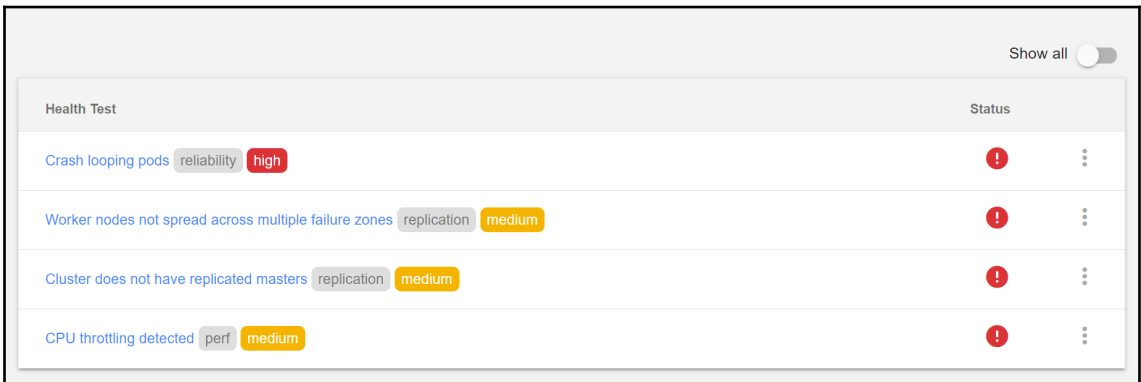 Show all
Health Test Status
Crash looping pods reliability high
Worker nodes not spread across multiple failure zones replication medium
Cluster does not have replicated masters replication medium
CPU throttling detected perf medium